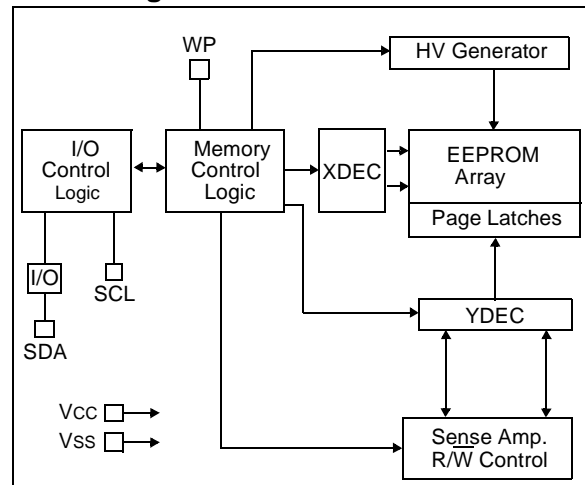 WP
HV Generator
I/O
Control
Logic
Memory
Control
Logic
XDEC
EEPROM
Array
Page Latches
I/O
SCL
SDA
YDEC
VCC
VSS
Sense Amp.
R/W̅ Control